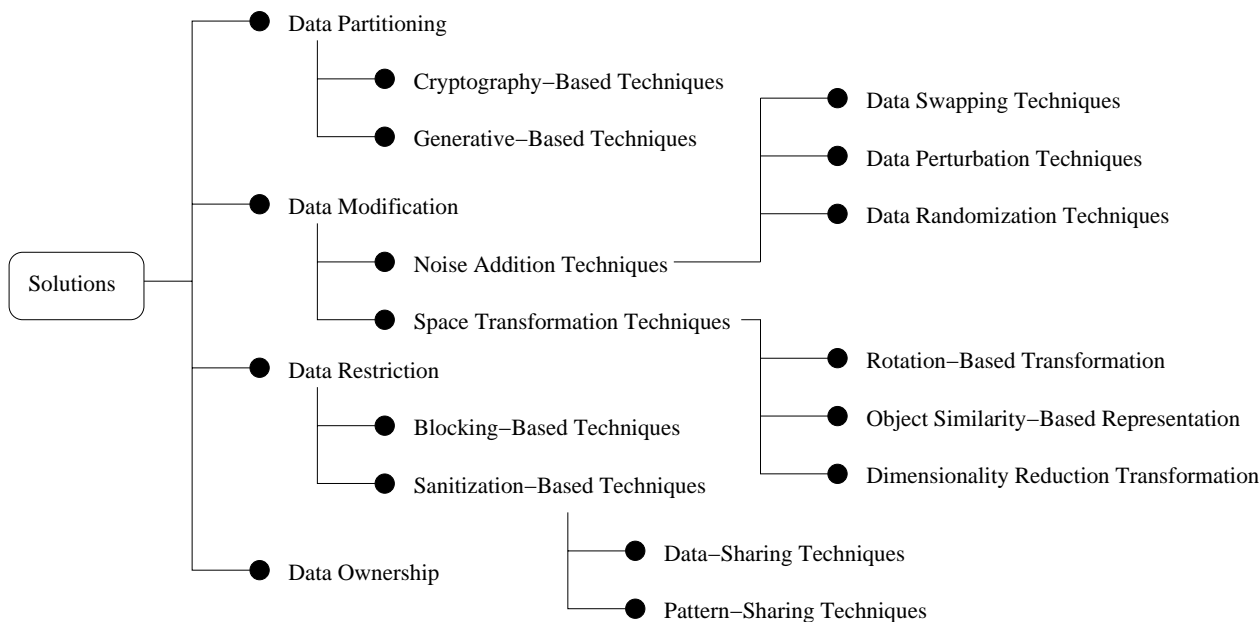 Data Partitioning
Cryptography−Based Techniques
Generative−Based Techniques
Data Swapping Techniques
Data Perturbation Techniques
Data Randomization Techniques
Data Modification
Noise Addition Techniques
Space Transformation Techniques
Solutions
Rotation−Based Transformation
Object Similarity−Based Representation
Dimensionality Reduction Transformation
Data Restriction
Blocking−Based Techniques
Sanitization−Based Techniques
Data−Sharing Techniques
Pattern−Sharing Techniques
Data Ownership